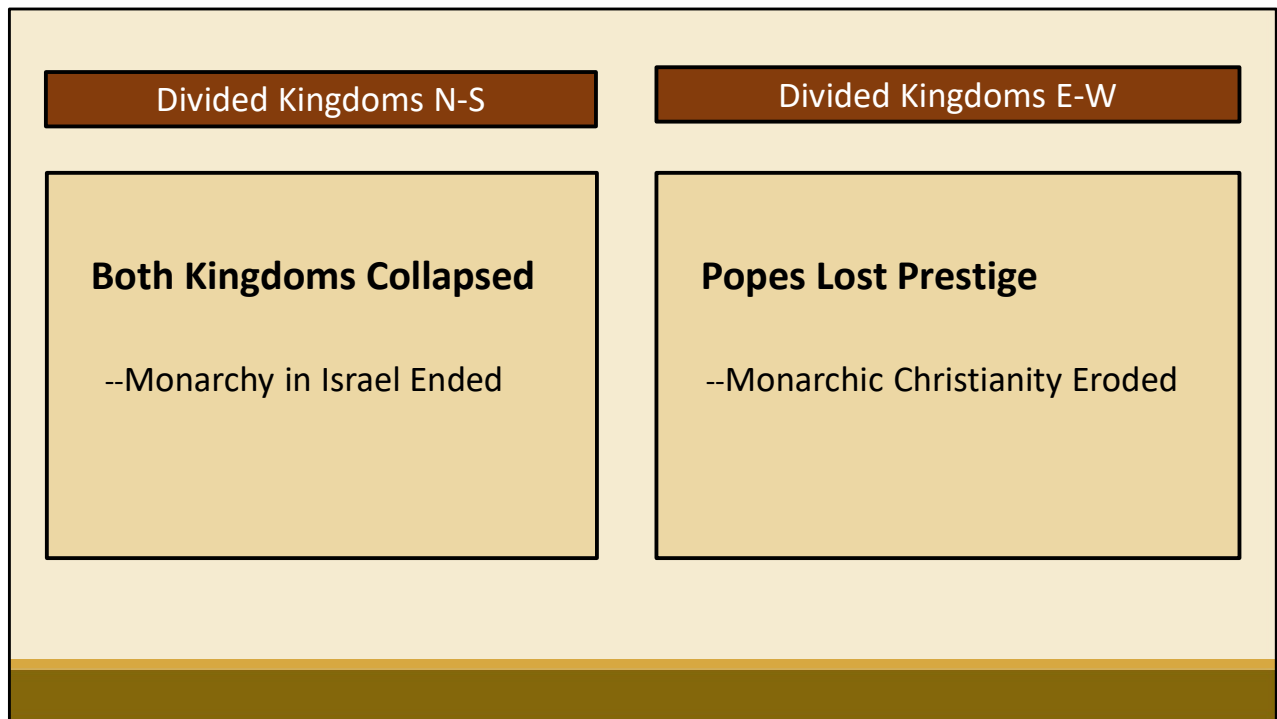 Divided Kingdoms N-S
Both Kingdoms Collapsed
--Monarchy in Israel Ended
Divided Kingdoms E-W
Popes Lost Prestige
--Monarchic Christianity Eroded